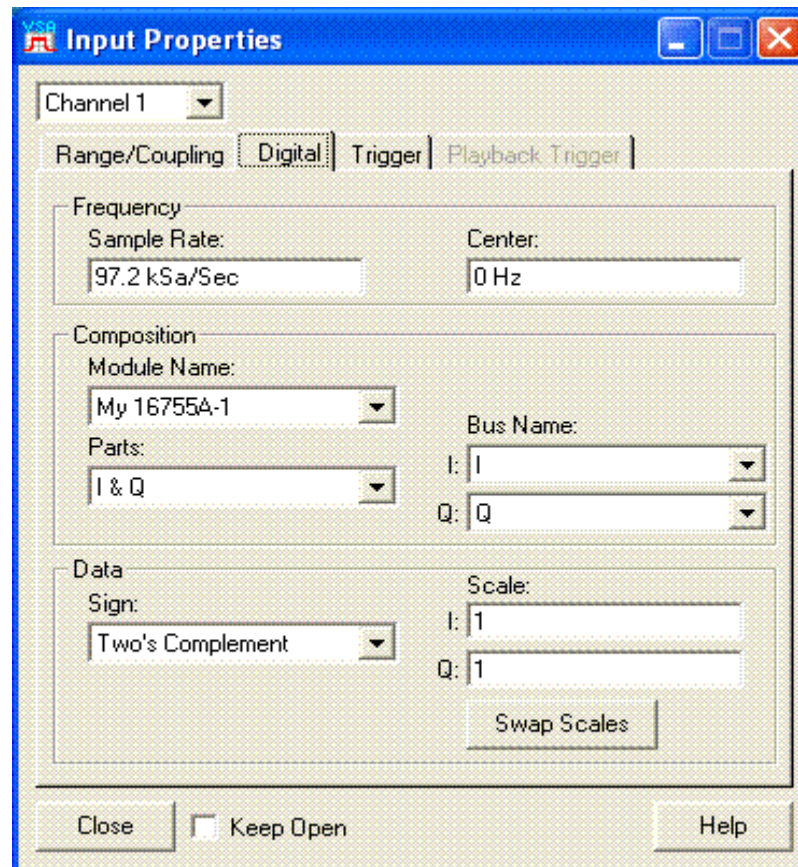 VSA
Input Properties
Channel 1
Range/Coupling Digital Trigger Playback Trigger
Frequency
Sample Rate: Center:
97.2 kSa/Sec 0 Hz
Composition
Module Name:
My 16755A-1
Bus Name:
Parts:
I: I
I & Q
Q: Q
Data
Scale:
Sign:
I: 1
Two's Complement
Q: 1
Swap Scales
Close Keep Open Help